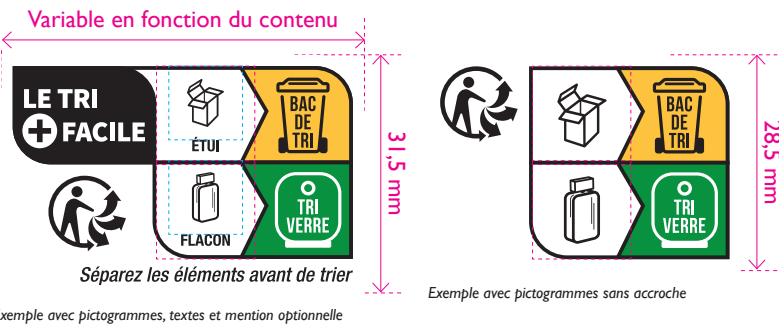 Variable en fonction du contenu
LE TRI
+ FACILE
ÉTUI
BAC
DE
TRI
FLACON
TRI
VERRE
31,5 mm
Séparez les éléments avant de trier
xemple avec pictogrammes, textes et mention optionnelle
BAC
DE
TRI
TRI
VERRE
28,5 mm
Exemple avec pictogrammes sans accroche